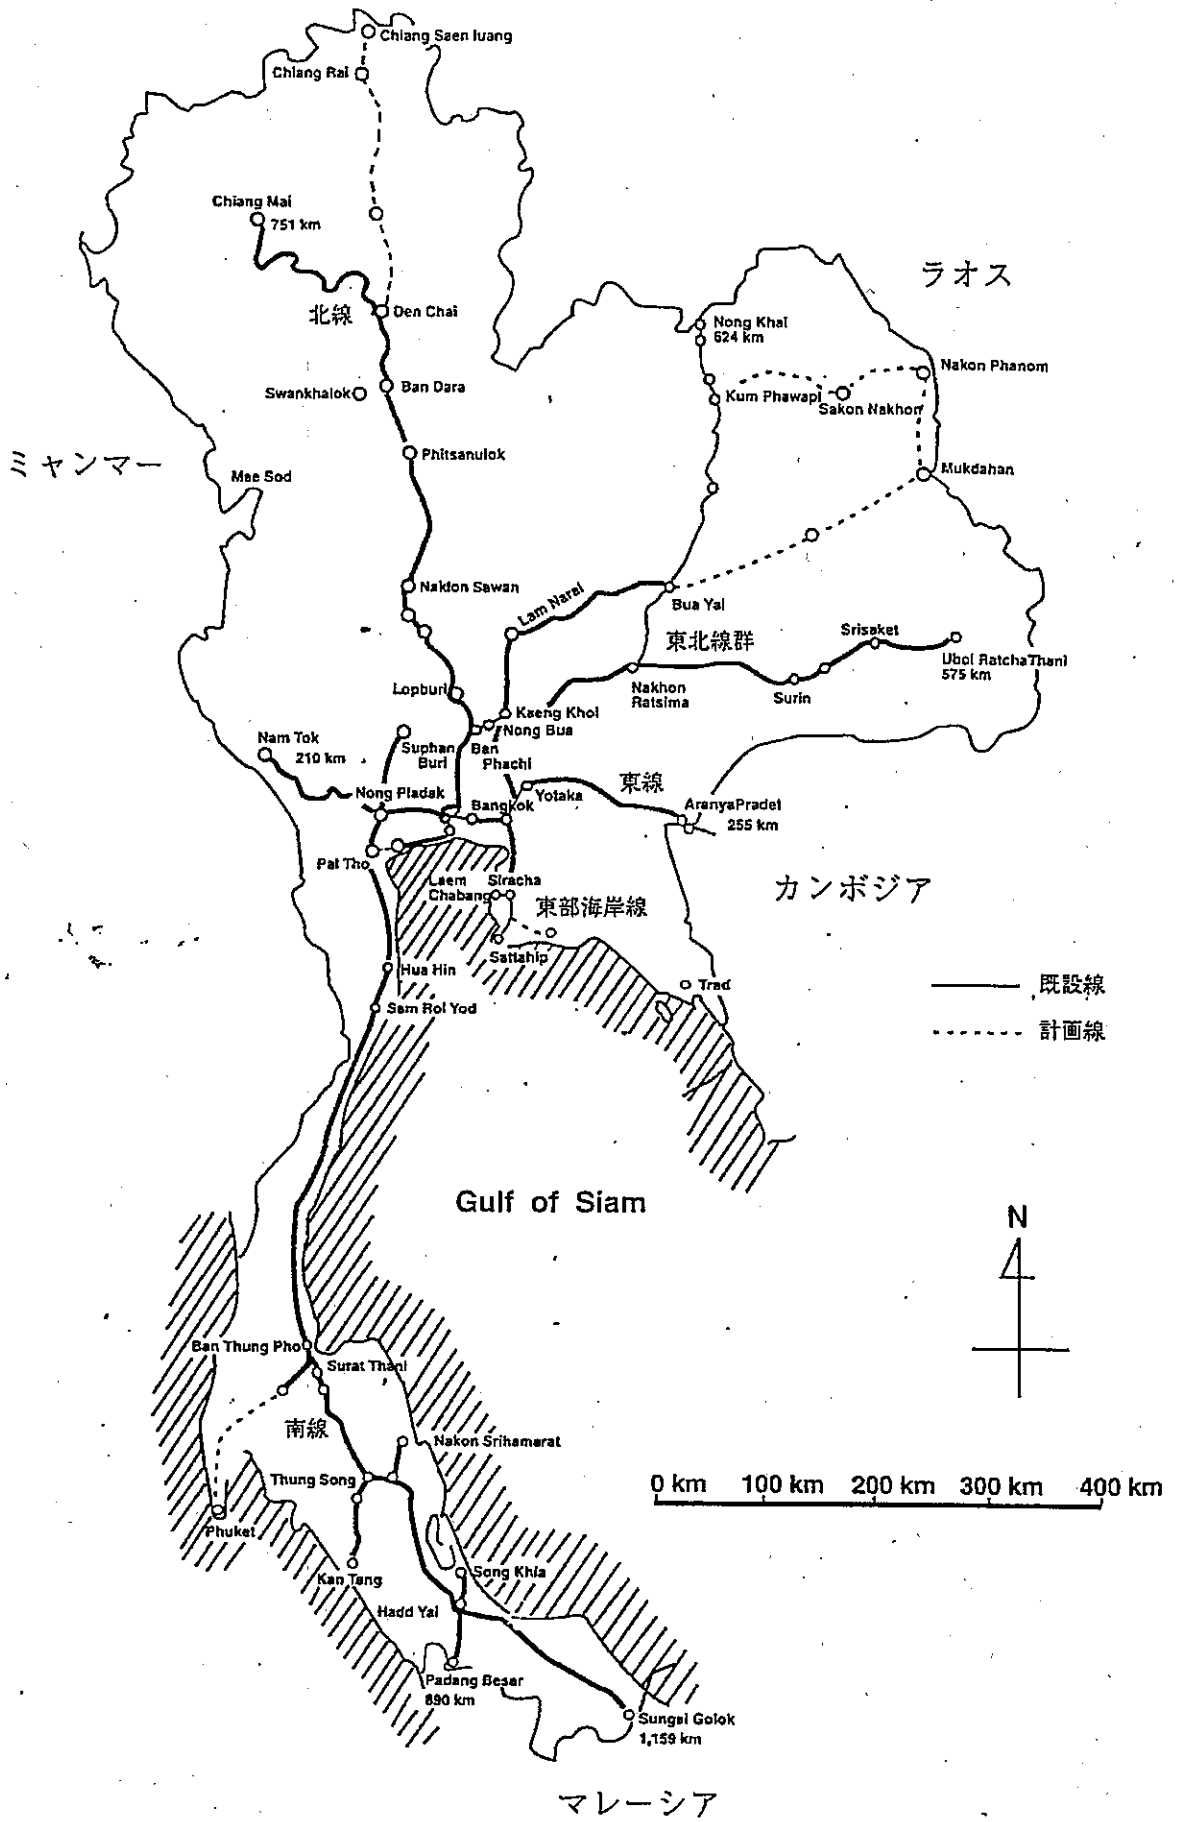 Chiang Saen luang
Chiang Rai
Chiang Mai
751 km
ラオス
北線
Den Chai
Nong Khai
624 km
Nakon Phanom
Swankhalok
Ban Dara
Kum Phawapi
Sakon Nakhon
ミャンマー
Phitsanulok
Mae Sod
Mukdahan
Nakion Sawan
Lam Narai
Bua Yai
東北線群
Srisaket
Ubol RatchaThani
575 km
Lopburi
Nakhon
Ratsima
Surin
Kaeng Khoi
Nong Bua
Nam Tok
210 km
Suphan
Buri
Ban
Phachi
Nong Pladak
Bangkok
Yotaka
東線
AranyaPradet
255 km
Pal Tho
Laem
Chabang
Siracha
東部海岸線
カンボジア
Sattahip
Hua Hin
Sam Roi Yod
Trad
既設線
計画線
Gulf of Siam
N
Ban Thung Pho
Surat Thani
南線
Nakon Srihamarat
Thung Song
0 km 100 km 200 km 300 km 400 km
Phuket
Kan Tang
Song Khla
Hadd Yai
Padang Besar
890 km
Sungai Golok
1,159 km
マレーシア